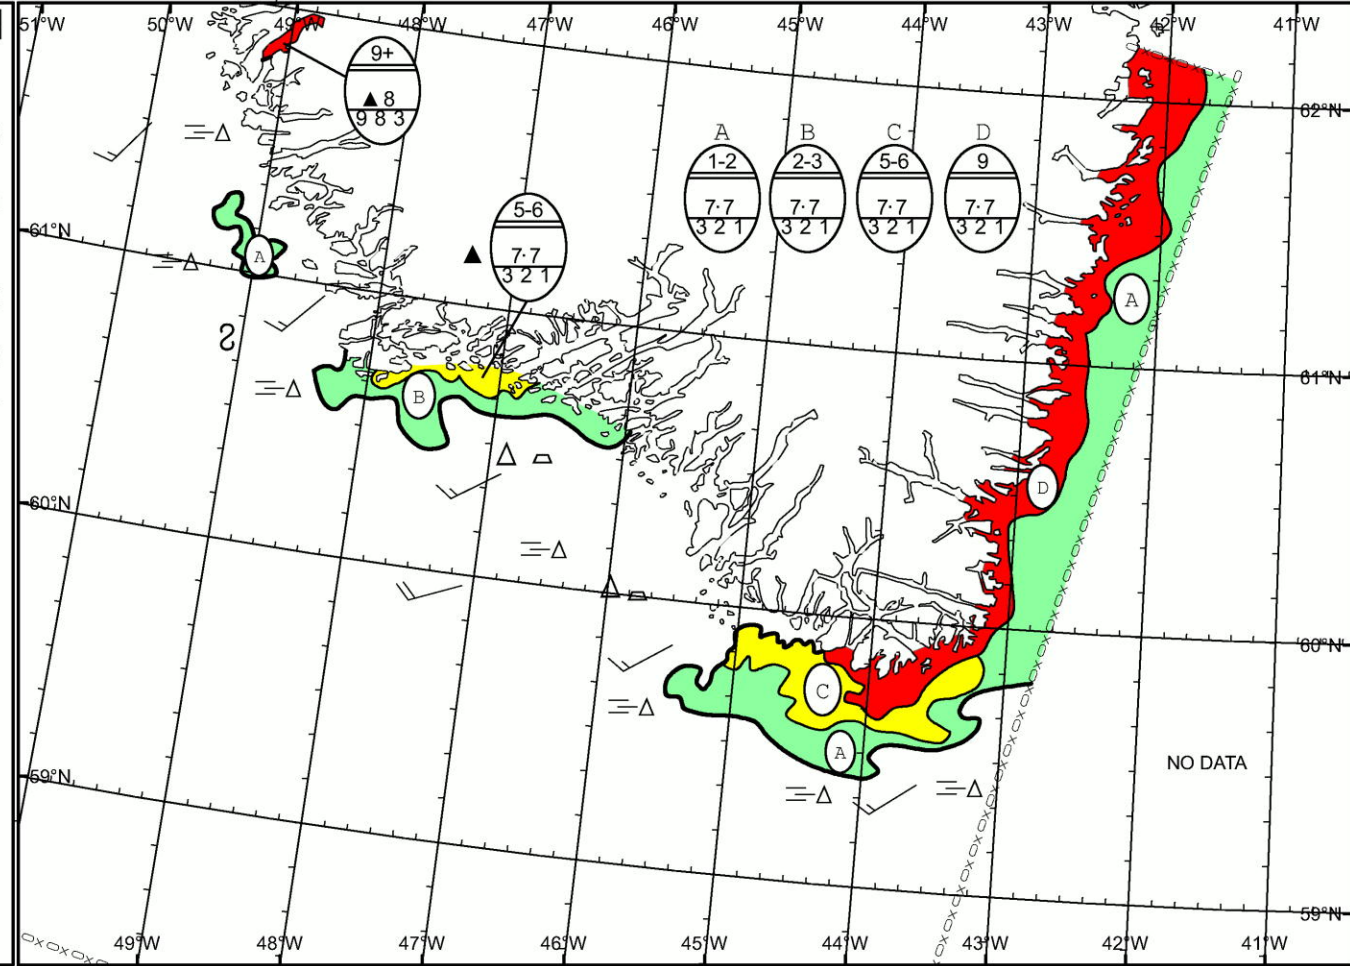 51°W 50°W 49°W 48°W 47°W 46°W 45°W 44°W 43°W 42°W 41°W
9+
▲ 8
9 8 3
62°N
A B C D
1-2 2-3 5-6 9
7·7 7·7 7·7 7·7
3 2 1 3 2 1 3 2 1 3 2 1
5-6
7·7
3 2 1
61°N
A
A
61°N
B
D
60°N
60°N
C
A
NO DATA
59°N
59°N
49°W 48°W 47°W 46°W 45°W 44°W 43°W 42°W 41°W